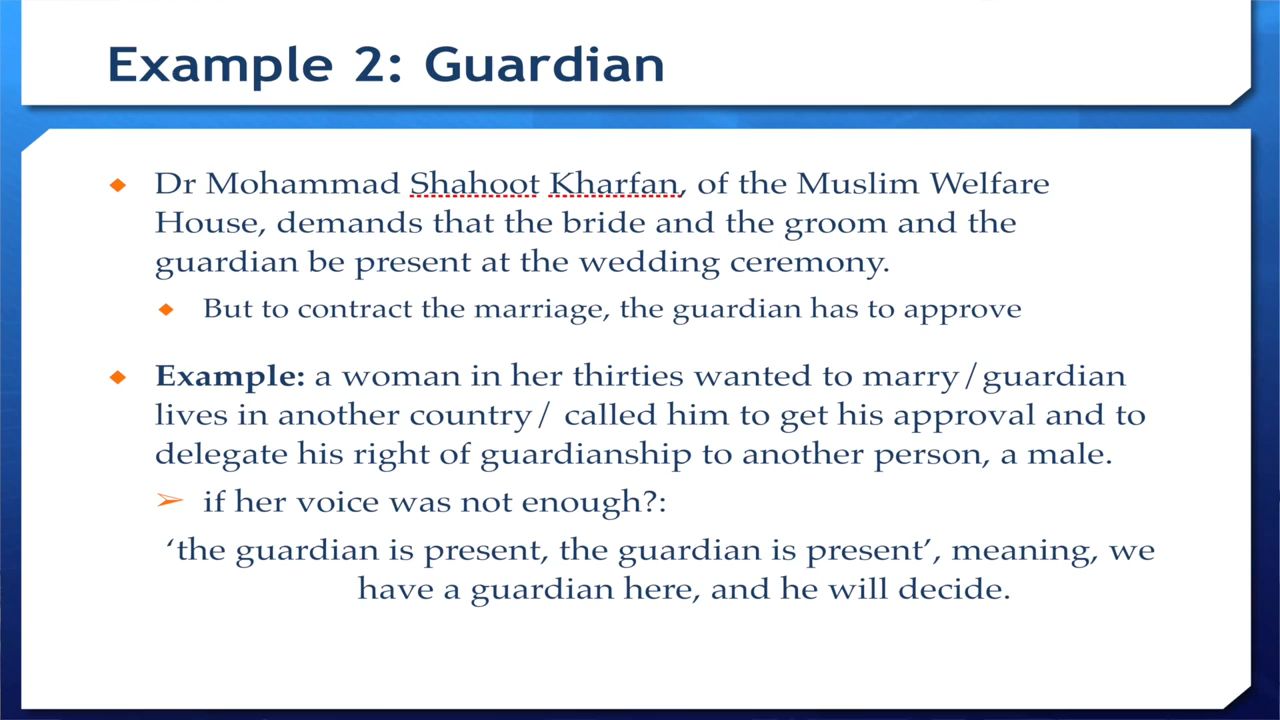 Example 2: Guardian
Dr Mohammad Shahoot Kharfan, of the Muslim Welfare
House, demands that the bride and the groom and the
guardian be present at the wedding ceremony.
But to contract the marriage, the guardian has to approve
Example: a woman in her thirties wanted to marry/guardian
lives in another country/ called him to get his approval and to
delegate his right of guardianship to another person, a male.
if her voice was not enough?:
‘the guardian is present, the guardian is present’, meaning, we
have a guardian here, and he will decide.